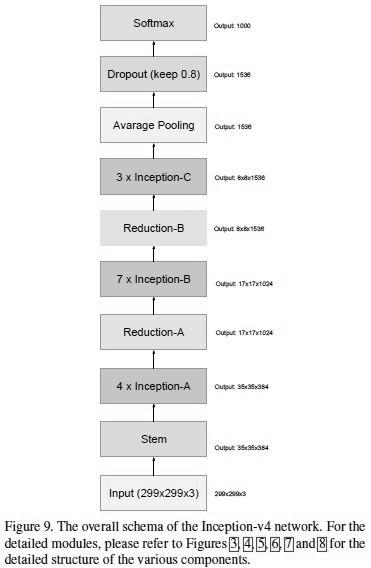 Softmax
Output: 1000
Dropout (keep 0.8)
Output: 1536
Avarage Pooling
Output: 1536
3 x Inception-C
Output: 8x8x1536
Reduction-B
Output: 8x8x1536
7 x Inception-B
Output: 17x17x1024
Reduction-A
Output: 17x17x1024
4 x Inception-A
Output: 35x35x384
Stem
Output: 35x35x384
Input (299x299x3)
299x299x3
Figure 9. The overall schema of the Inception-v4 network. For the
detailed modules, please refer to Figures 3, 4, 5, 6, 7 and 8 for the
detailed structure of the various components.